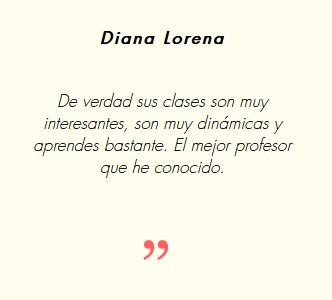 Diana Lorena
De verdad sus clases son muy
interesantes, son muy dinámicas y
aprendes bastante. El mejor profesor
que he conocido.
”